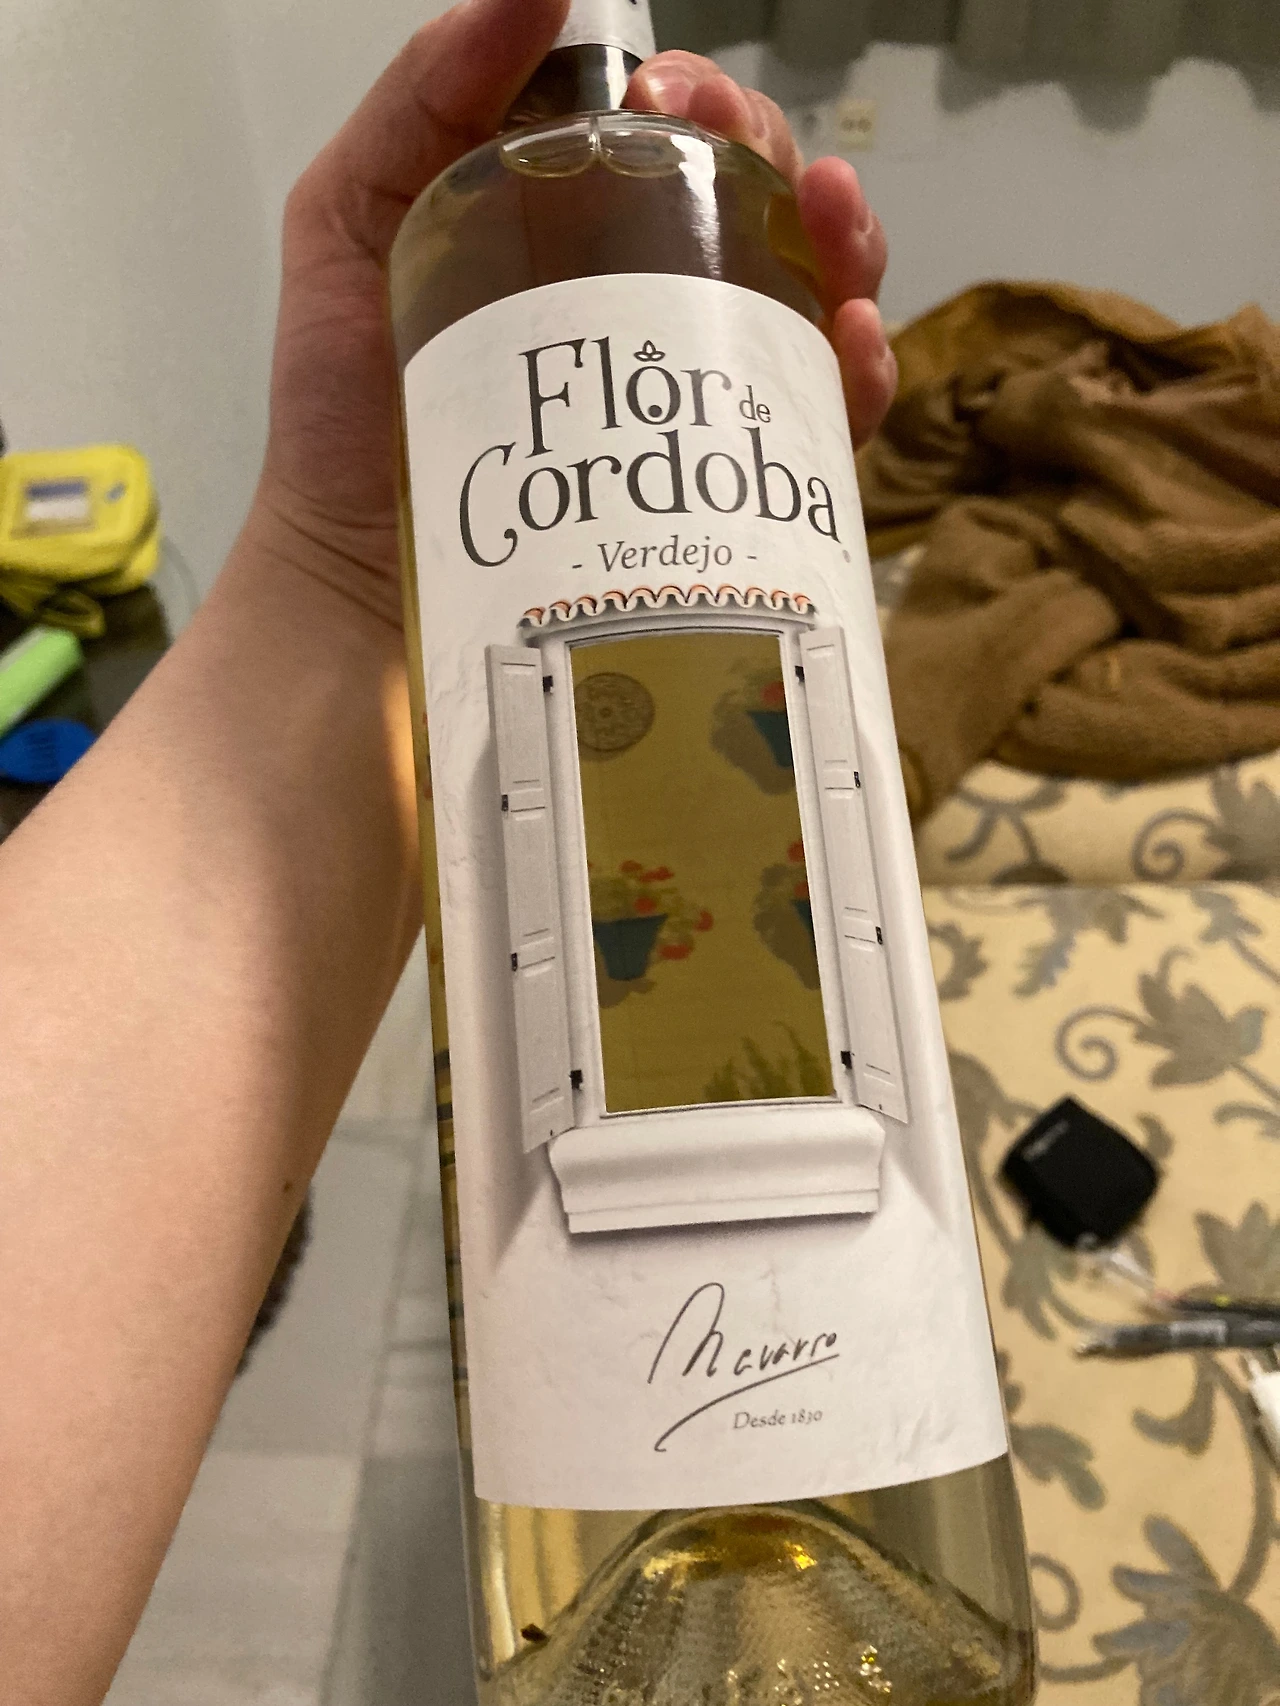 Flor de
Cordoba
- Verdejo -
Navarro
Desde 1830